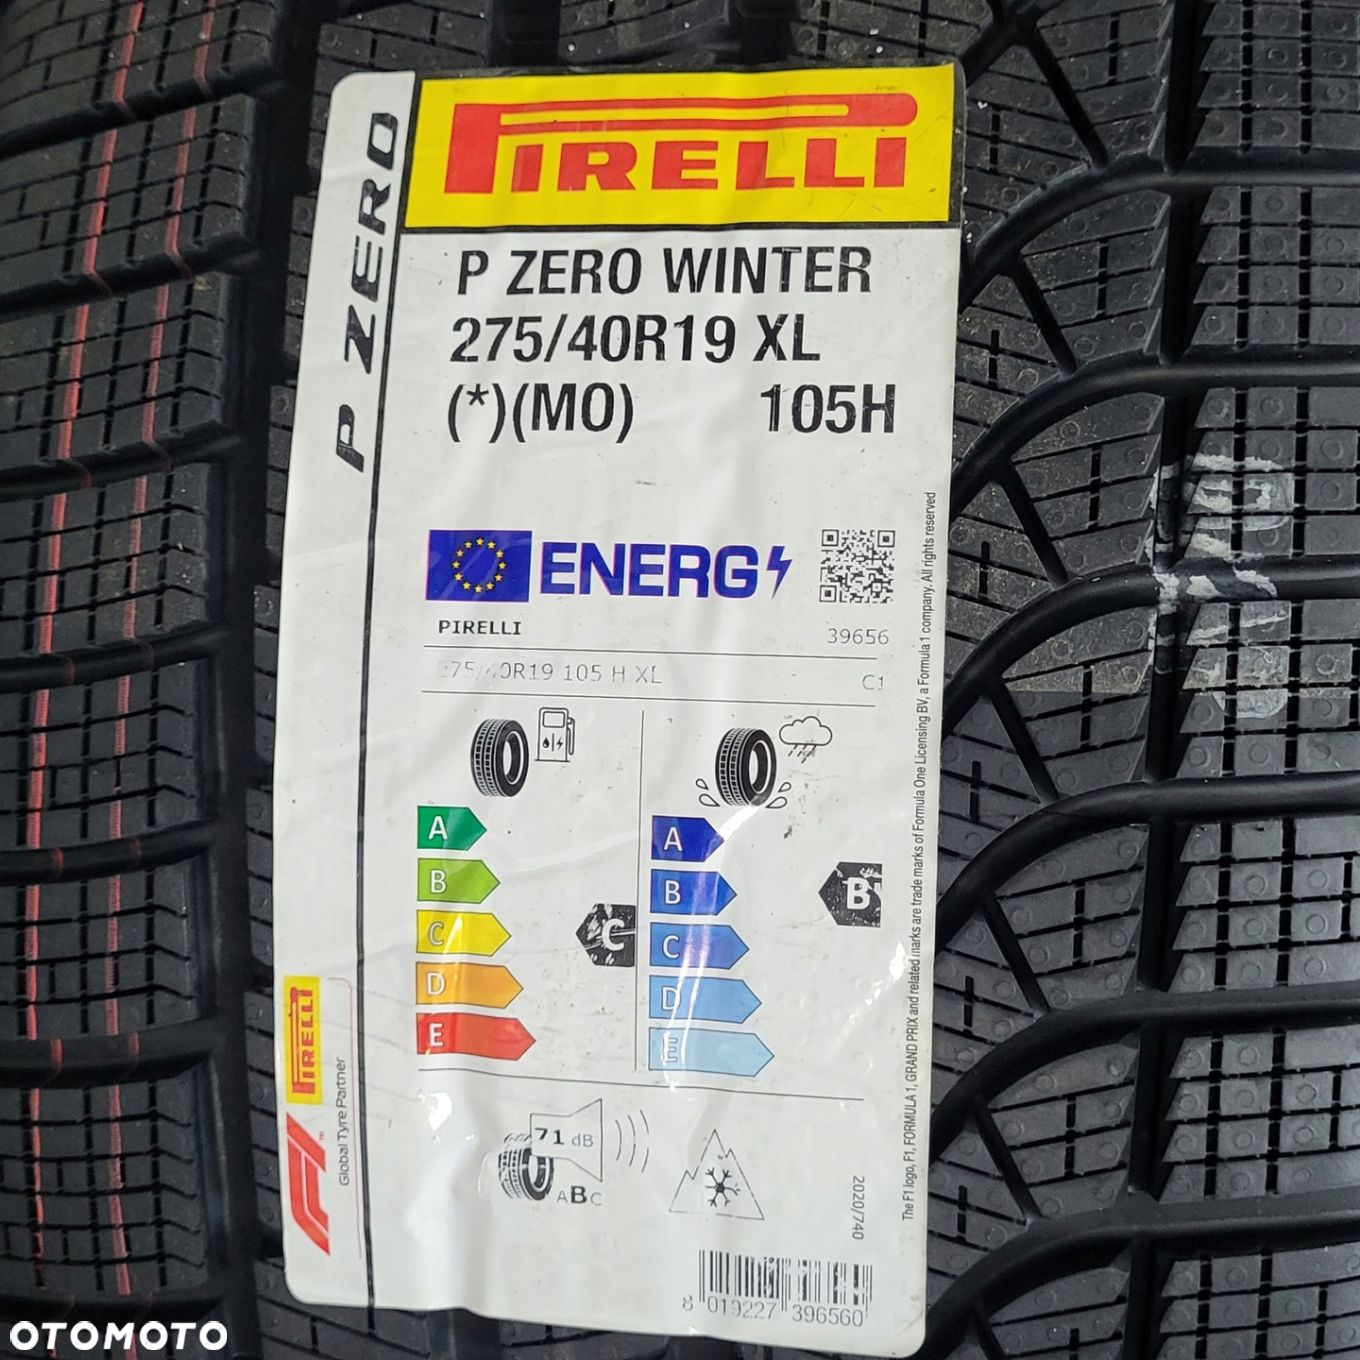 P ZERO
PIRELLI
P ZERO WINTER
275/40R19 XL
(*)(MO) 105H
ENERG
PIRELLI 39656
275/40R19 105 H XL C1
A
B
C
D
E
C
A
B
C
D
E
B
71 dB
ABC
2020/740
8 019227 396560
PIRELLI
F1™
Global Tyre Partner
The F1 logo, F1, FORMULA 1, GRAND PRIX and related marks are trade marks of Formula One Licensing BV, a Formula 1 company. All rights reserved
OTOMOTO